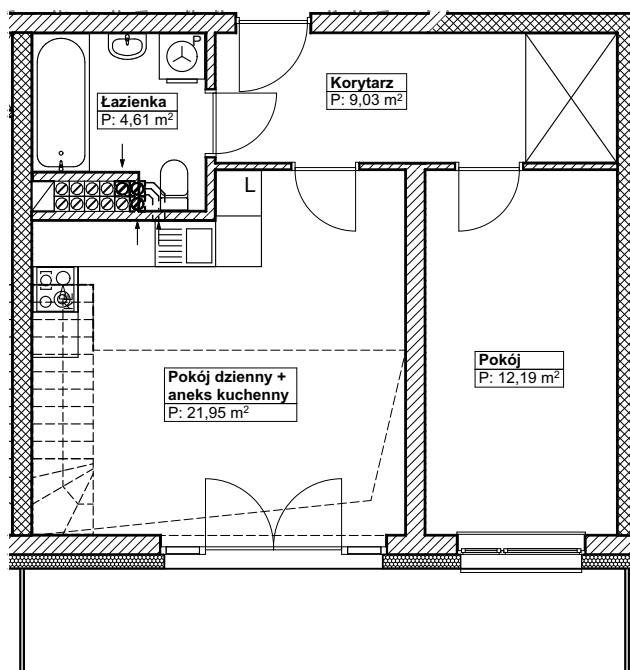 P
Łazienka
P: 4,61 m²
Korytarz
P: 9,03 m²
L
Pokój dzienny +
aneks kuchenny
P: 21,95 m²
Pokój
P: 12,19 m²